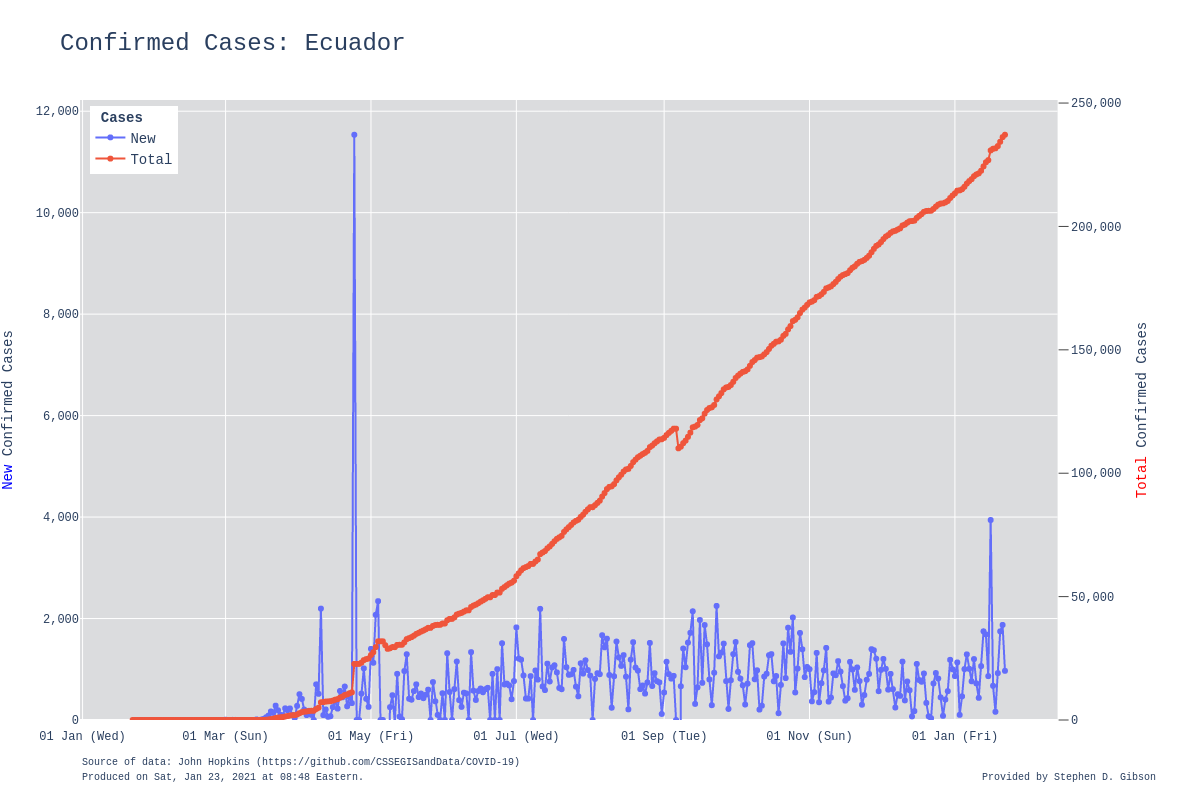 Confirmed Cases: Ecuador
Cases
New
Total
12,000
10,000
8,000
6,000
4,000
2,000
0
New Confirmed Cases
250,000
200,000
150,000
100,000
50,000
0
Total Confirmed Cases
01 Jan (Wed)
01 Mar (Sun)
01 May (Fri)
01 Jul (Wed)
01 Sep (Tue)
01 Nov (Sun)
01 Jan (Fri)
Source of data: John Hopkins (https://github.com/CSSEGISandData/COVID-19)
Produced on Sat, Jan 23, 2021 at 08:48 Eastern.
Provided by Stephen D. Gibson